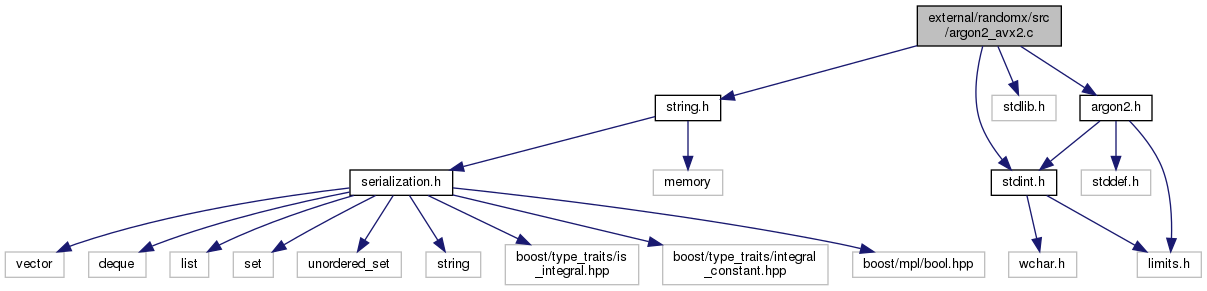 external/randomx/src
/argon2_avx2.c
string.h
stdlib.h
argon2.h
serialization.h
memory
stdint.h
stddef.h
vector
deque
list
set
unordered_set
string
boost/type_traits/is
_integral.hpp
boost/type_traits/integral
_constant.hpp
boost/mpl/bool.hpp
wchar.h
limits.h